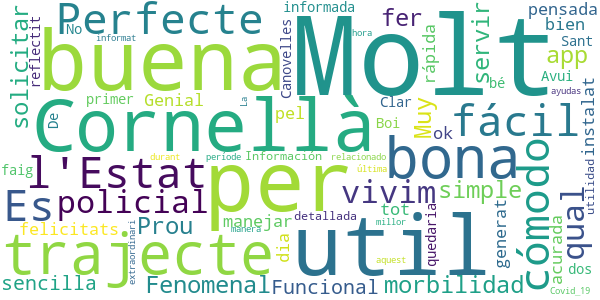 solicitar
reflectit
Perfecte
No
informat
Canovelles
informada
hora
fer
rápida
servir
pensada
bien
app
Sant
Avui
bé
ayudas
buena
Molt
De
primer
Genial
La
pel
Clar
Boi
Muy
ok
fácil
instalat
utilidad
Cornellà
faig
l'Estat
durant
període
Información
relacionado
última
per
bona
cómodo
qual
Es
policial
vivim
simple
felicitats
Prou
extraordinari
manejar
manera
dia
detallada
tot
millor
aquest
quedaria
generat
acurada
dos
trajecte
util
sencilla
Fenomenal
Funcional
morbilidad
Covid_19